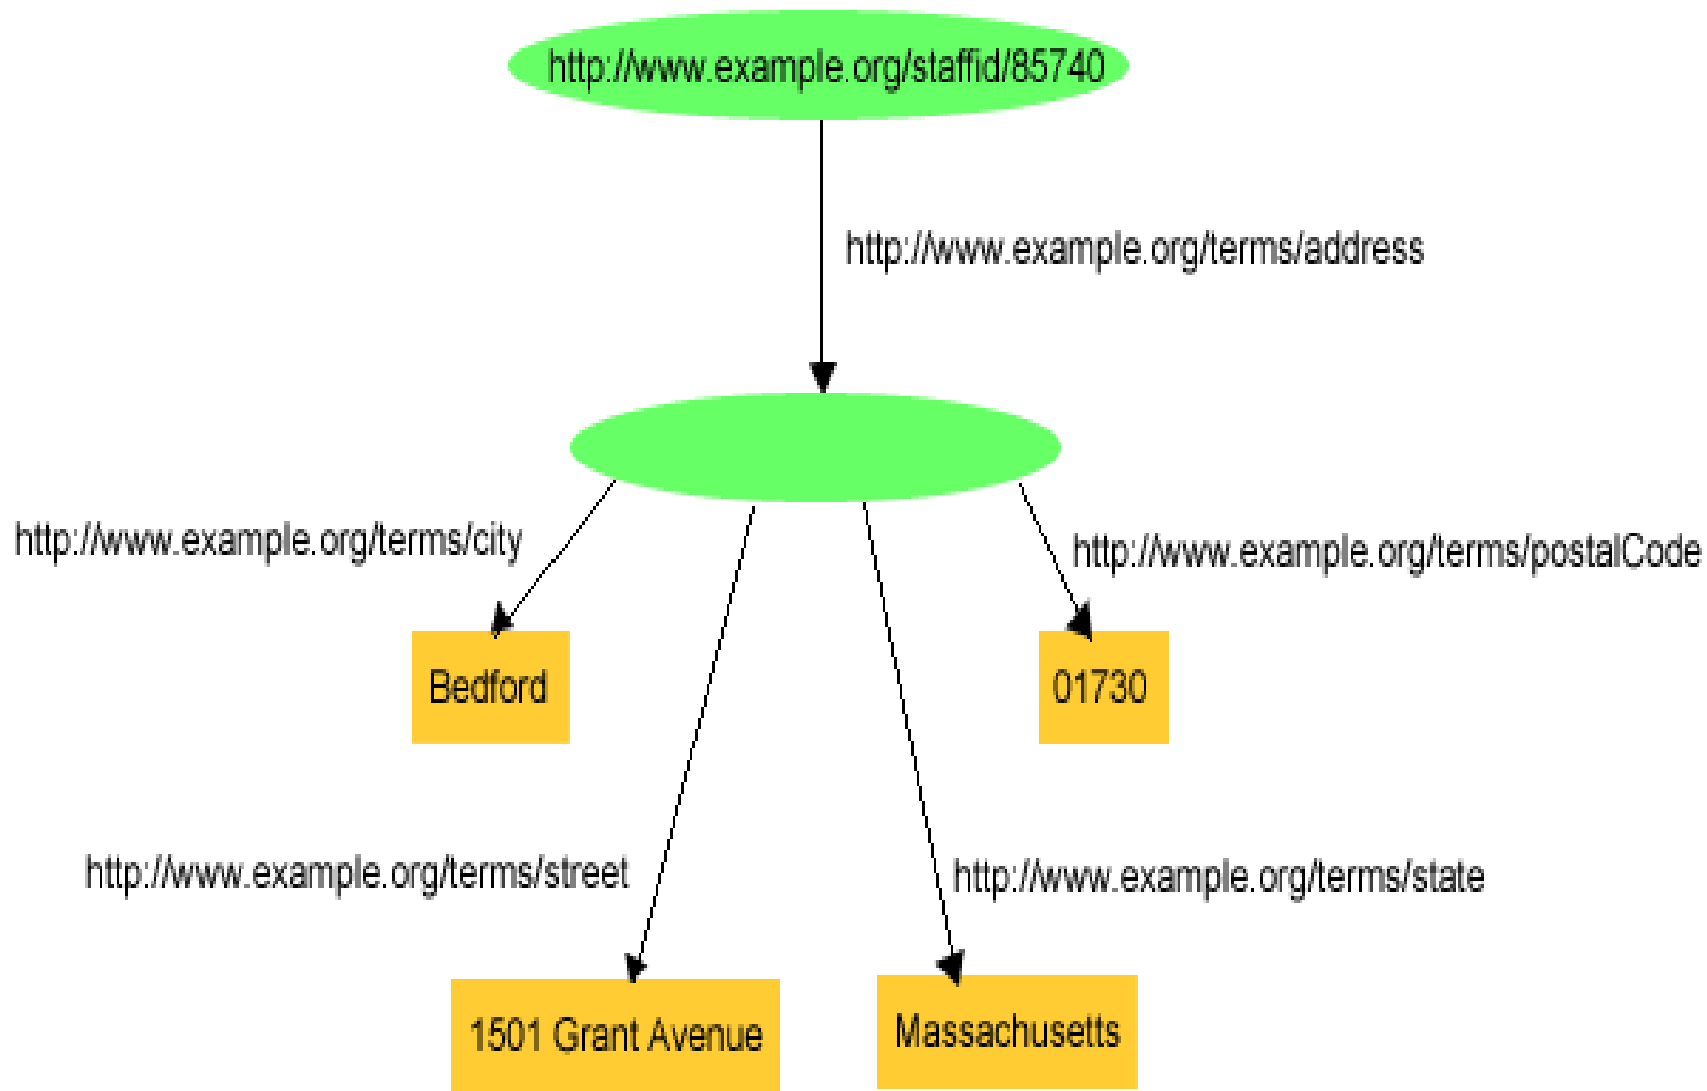 http://www.example.org/staffid/85740
http://www.example.org/terms/address
http://www.example.org/terms/city
http://www.example.org/terms/postalCode
Bedford
01730
http://www.example.org/terms/street
http://www.example.org/terms/state
1501 Grant Avenue
Massachusetts